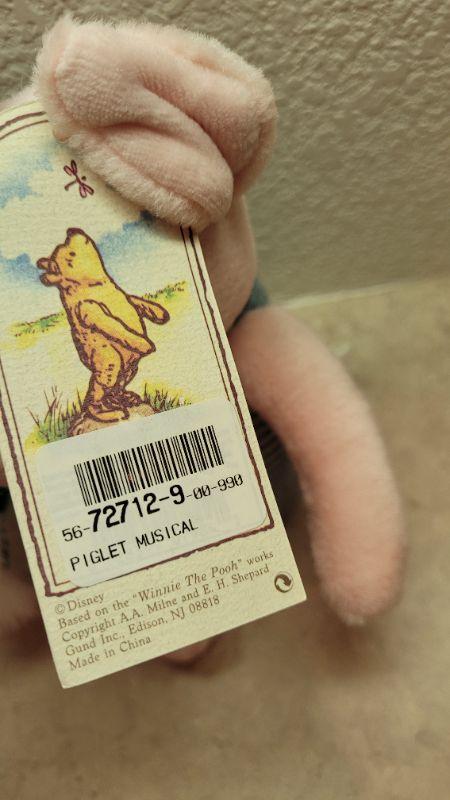 56-72712-9-00-990
PIGLET MUSICAL
© Disney
Based on the "Winnie The Pooh" works
Copyright A.A. Milne and E. H. Shepard
Gund Inc., Edison, NJ 08818
Made in China